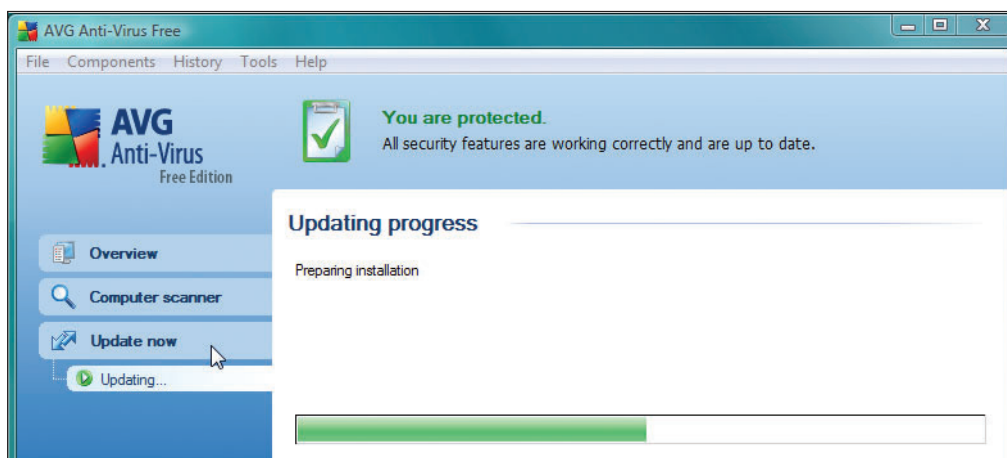 AVG Anti-Virus Free
File Components History Tools Help
AVG
Anti-Virus
Free Edition
You are protected.
All security features are working correctly and are up to date.
Overview
Computer scanner
Update now
Updating...
Updating progress
Preparing installation